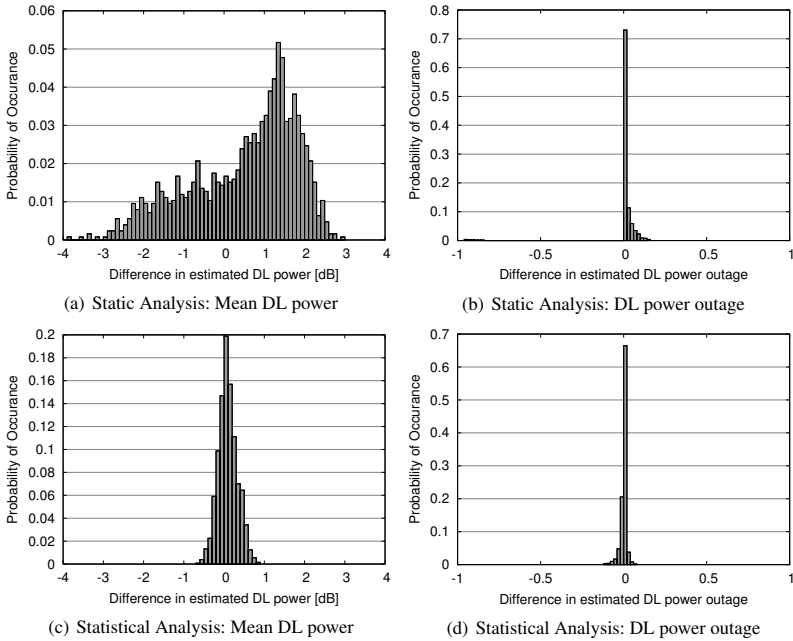 0.06
0.05
0.04
0.03
0.02
0.01
0
-4 -3 -2 -1 0 1 2 3 4
Probability of Occurance
Difference in estimated DL power [dB]
(a) Static Analysis: Mean DL power
0.8
0.7
0.6
0.5
0.4
0.3
0.2
0.1
0
-1 -0.5 0 0.5 1
Probability of Occurance
Difference in estimated DL power outage
(b) Static Analysis: DL power outage
0.2
0.18
0.16
0.14
0.12
0.1
0.08
0.06
0.04
0.02
0
-4 -3 -2 -1 0 1 2 3 4
Probability of Occurance
Difference in estimated DL power [dB]
(c) Statistical Analysis: Mean DL power
0.7
0.6
0.5
0.4
0.3
0.2
0.1
0
-1 -0.5 0 0.5 1
Probability of Occurance
Difference in estimated DL power outage
(d) Statistical Analysis: DL power outage